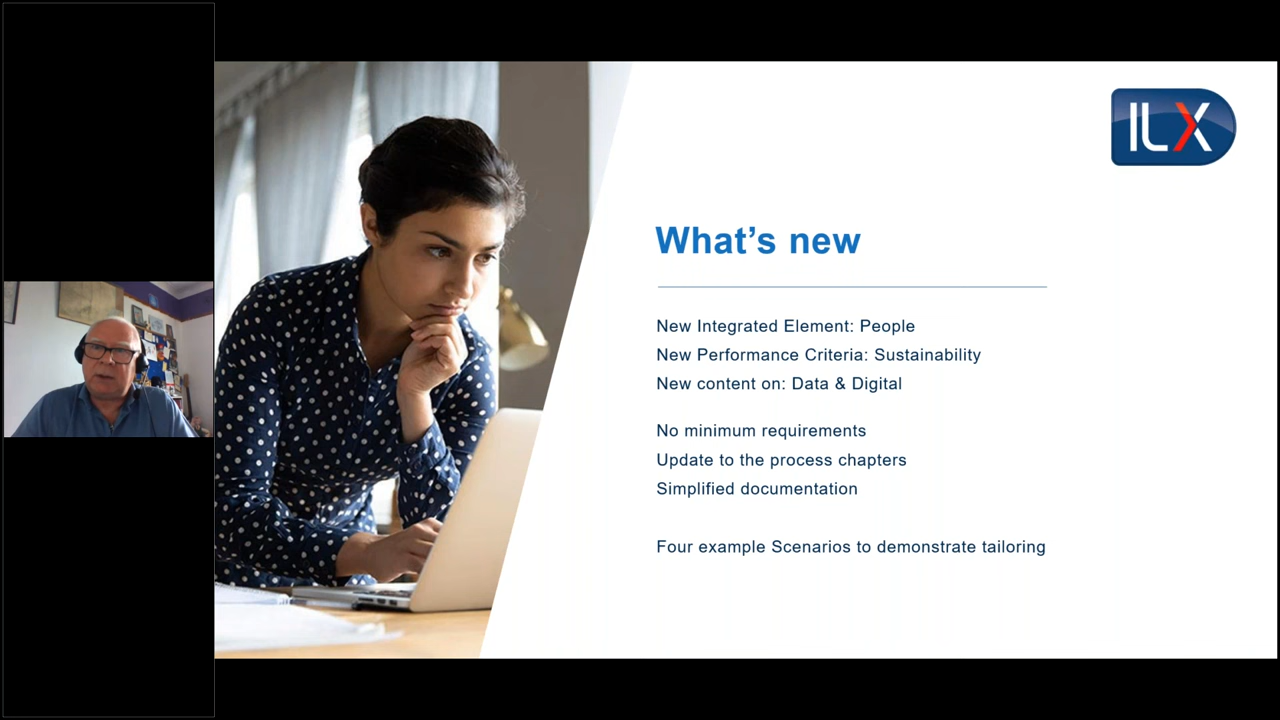 ILX
What's new
New Integrated Element: People
New Performance Criteria: Sustainability
New content on: Data & Digital
No minimum requirements
Update to the process chapters
Simplified documentation
Four example Scenarios to demonstrate tailoring